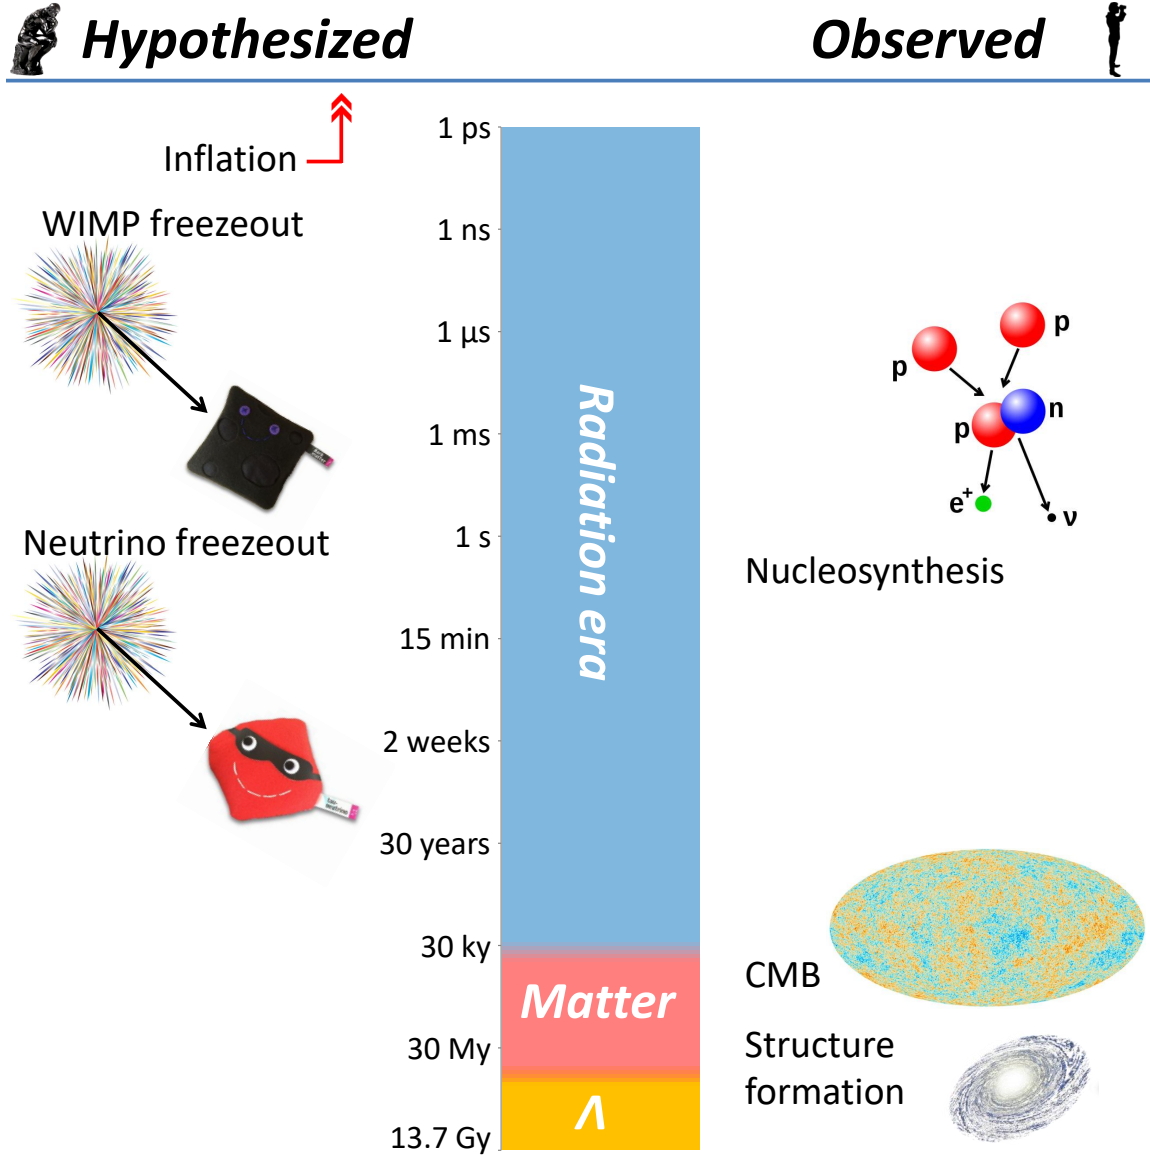 Hypothesized
Observed
Inflation
WIMP freezeout
Neutrino freezeout
1 ps
1 ns
1 µs
1 ms
1 s
15 min
2 weeks
30 years
30 ky
30 My
13.7 Gy
Radiation era
Matter
Λ
p
p
p
n
e+
ν
Nucleosynthesis
CMB
Structure
formation